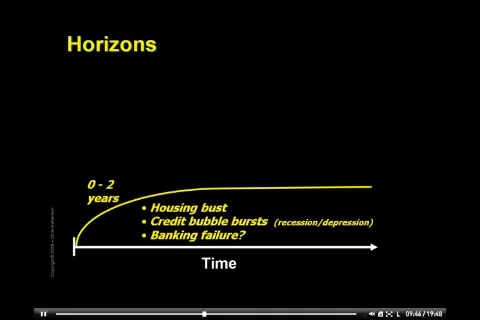 Horizons
0 - 2
years
• Housing bust
• Credit bubble bursts (recession/depression)
• Banking failure?
Time
09:46 / 19:48